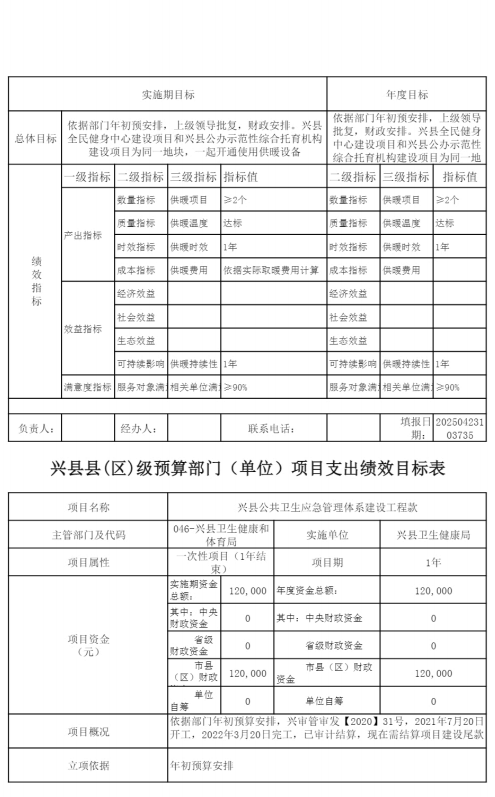 实施期目标 年度目标
总体目标 依据部门年初预安排，上级领导批复，财政安排。兴县全民健身中心建设项目和兴县公办示范性综合托育机构建设项目为同一地块，一起开通使用供暖设备 依据部门年初预安排，上级领导批复，财政安排。兴县全民健身中心建设项目和兴县公办示范性综合托育机构建设项目为同一地
绩效指标 一级指标 二级指标 三级指标 指标值 二级指标 三级指标 指标值
产出指标 数量指标 供暖项目 ≥2个 数量指标 供暖项目 ≥2个
质量指标 供暖温度 达标 质量指标 供暖温度 达标
时效指标 供暖时效 1年 时效指标 供暖时效 1年
成本指标 供暖费用 依据实际取暖费用计算 成本指标 供暖费用
效益指标 经济效益 经济效益
社会效益 社会效益
生态效益 生态效益
可持续影响 供暖持续性 1年 可持续影响 供暖持续性 1年
满意度指标 服务对象满 相关单位满 ≥90% 服务对象满 相关单位满 ≥90%
负责人： 经办人： 联系电话： 填报日期： 20250423103735
兴县县(区)级预算部门（单位）项目支出绩效目标表
项目名称 兴县公共卫生应急管理体系建设工程款
主管部门及代码 046-兴县卫生健康和体育局 实施单位 兴县卫生健康局
项目属性 一次性项目（1年结束） 项目期 1年
项目资金（元） 实施期资金总额： 120,000 年度资金总额： 120,000
其中：中央财政资金 0 其中：中央财政资金 0
省级财政资金 0 省级财政资金 0
市县（区）财政 120,000 市县（区）财政资金 120,000
单位自筹 0 单位自筹 0
项目概况 依据部门年初预算安排，兴审管审发【2020】31号，2021年7月20日开工，2022年3月20日完工，已审计结算，现在需结算项目建设尾款
立项依据 年初预算安排